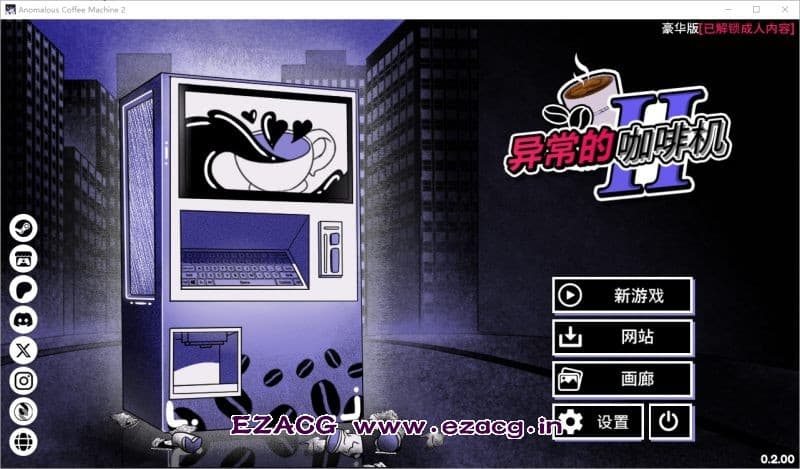 Anomalous Coffee Machine 2
豪华版[已解锁成人内容]
异常的咖啡机
II
新游戏
网站
画廊
设置
EZACG www.ezacg.in
0.2.00